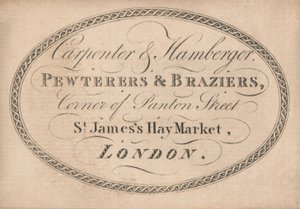 Carpenter & Hamberger.
PEWTERERS & BRAZIERS,
Corner of Panton Street
St. James's Hay Market,
LONDON.